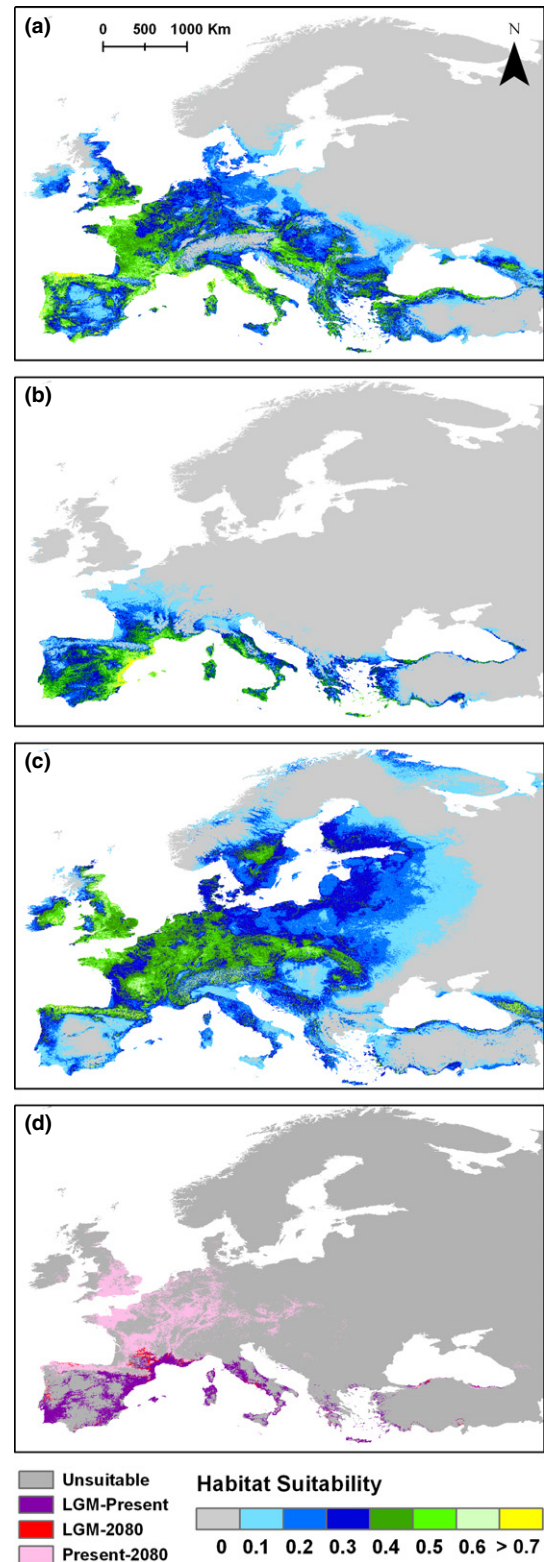 (a)
0 500 1000 Km
N
(b)
(c)
(d)
Unsuitable
LGM-Present
LGM-2080
Present-2080
Habitat Suitability
0 0.1 0.2 0.3 0.4 0.5 0.6 > 0.7